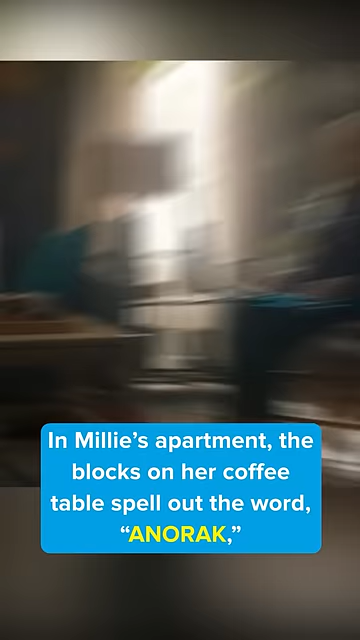 In Millie’s apartment, the
blocks on her coffee
table spell out the word,
“ANORAK,”